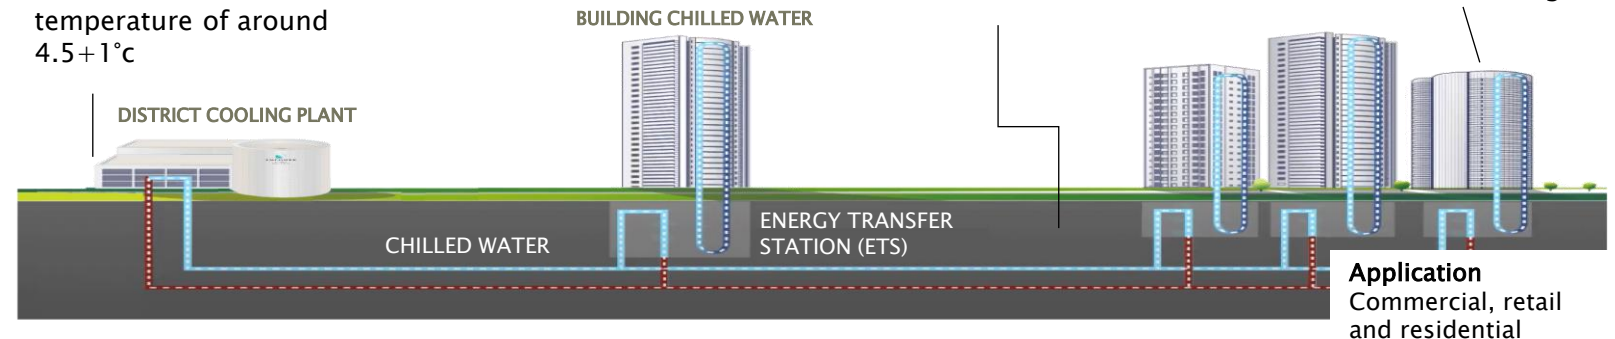 temperature of around
4.5+1°c
BUILDING CHILLED WATER
DISTRICT COOLING PLANT
CHILLED WATER
ENERGY TRANSFER
STATION (ETS)
Application
Commercial, retail
and residential